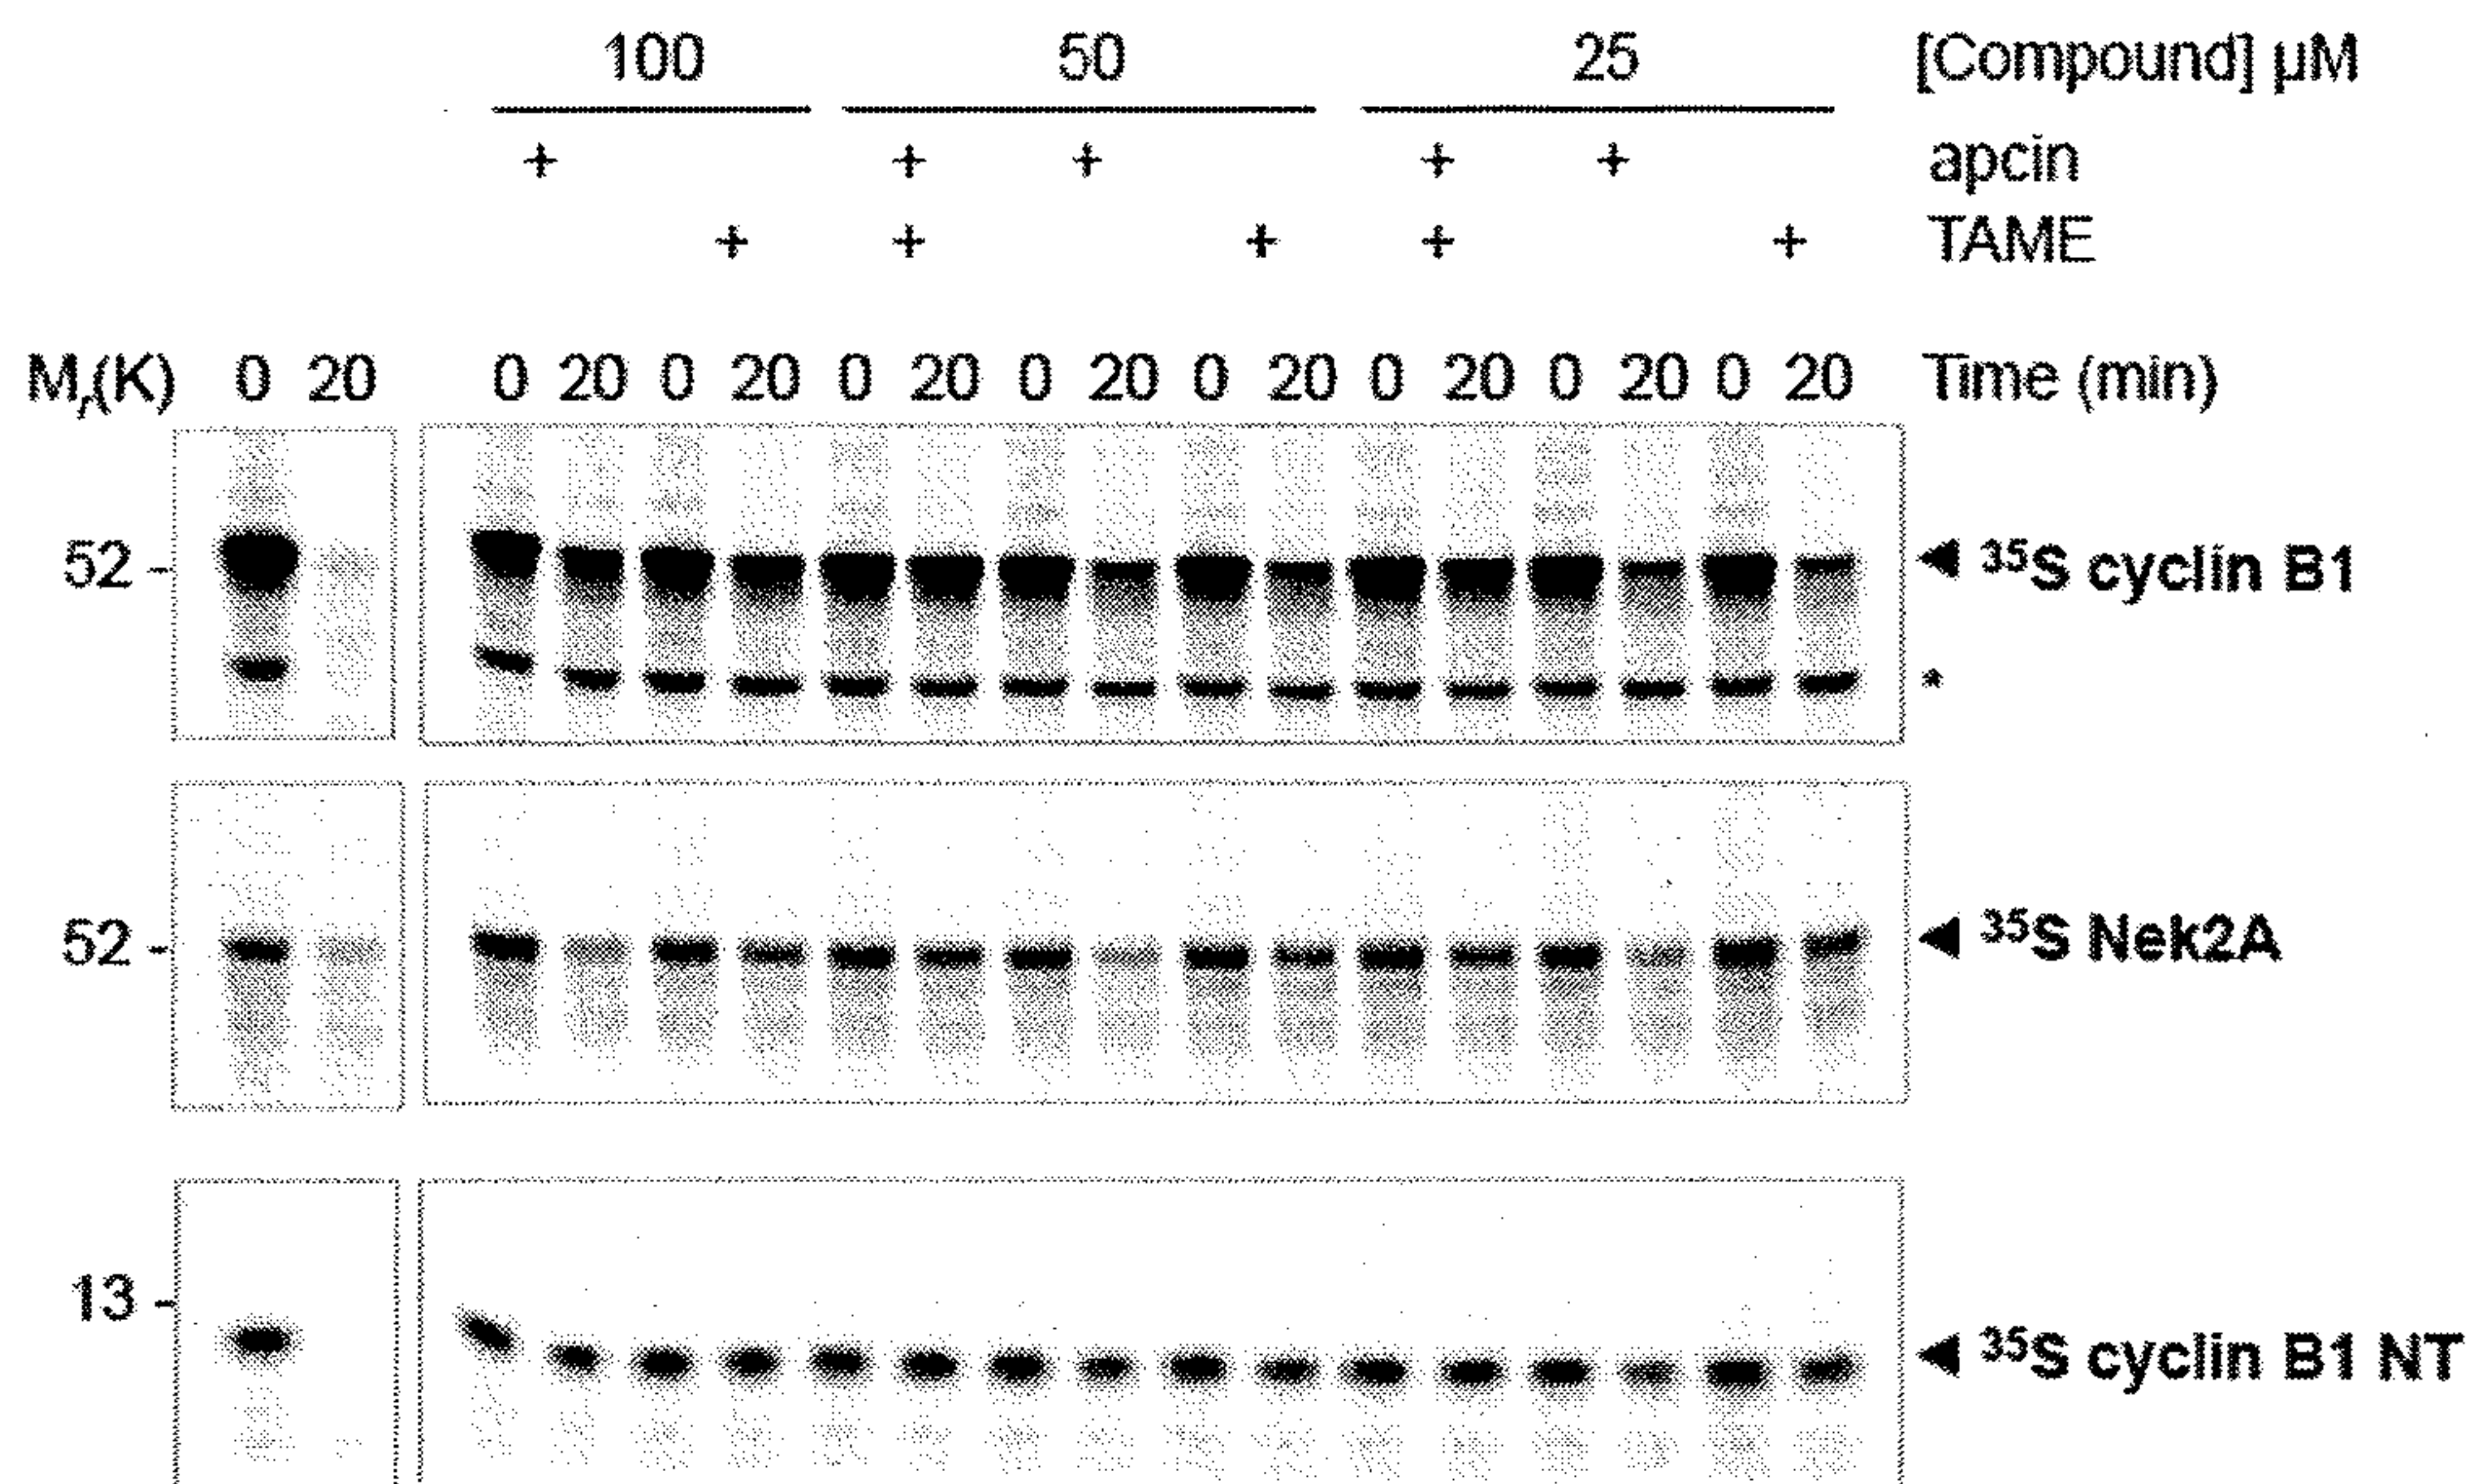 100 50 25 [Compound] µM
+ + + + + apcin
+ + + + + TAME
Mr(K) 0 20 0 20 0 20 0 20 0 20 0 20 0 20 0 20 0 20 Time (min)
52 - ◄ ³⁵S cyclin B1
*
52 - ◄ ³⁵S Nek2A
13 - ◄ ³⁵S cyclin B1 NT